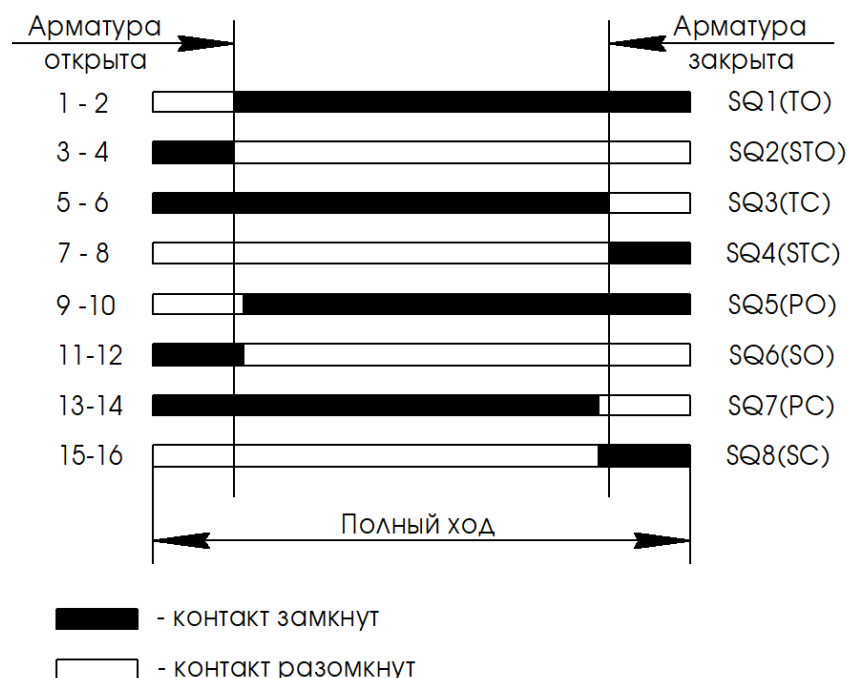 Арматура
открыта
Арматура
закрыта
1 - 2
SQ1(TO)
3 - 4
SQ2(STO)
5 - 6
SQ3(TC)
7 - 8
SQ4(STC)
9 -10
SQ5(PO)
11-12
SQ6(SO)
13-14
SQ7(PC)
15-16
SQ8(SC)
Полный ход
- контакт замкнут
- контакт разомкнут